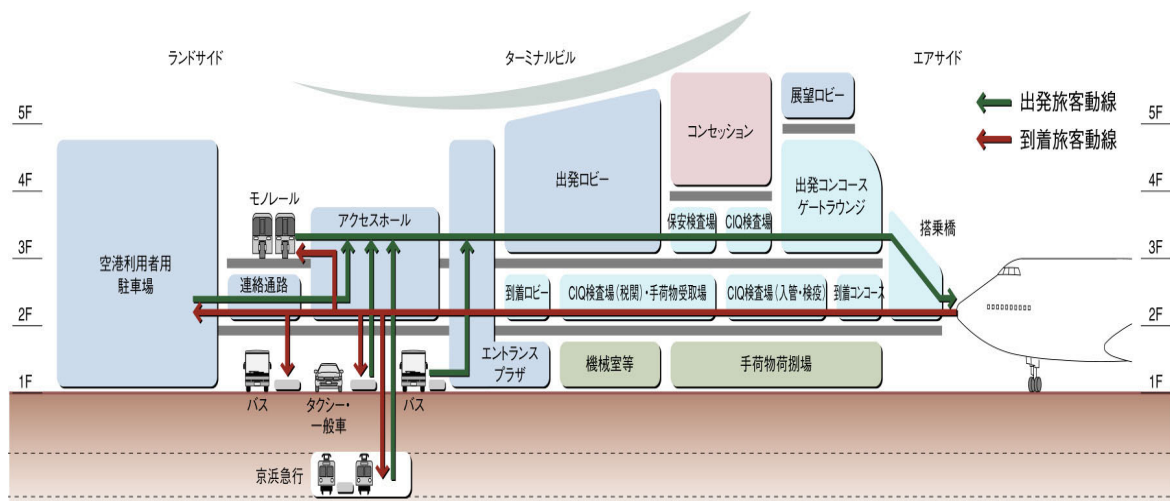 ランドサイド
ターミナルビル
エアサイド
出発旅客動線
到着旅客動線
5F
4F
3F
2F
1F
5F
4F
3F
2F
1F
展望ロビー
コンセッション
出発ロビー
出発コンコース
ゲートラウンジ
モノレール
アクセスホール
保安検査場
CIQ検査場
搭乗橋
空港利用者用
駐車場
連絡通路
到着ロビー
CIQ検査場(税関)・手荷物受取場
CIQ検査場(入管・検疫)
到着コンコース
エントランス
プラザ
機械室等
手荷物荷捌場
バス
タクシー・
一般車
バス
京浜急行